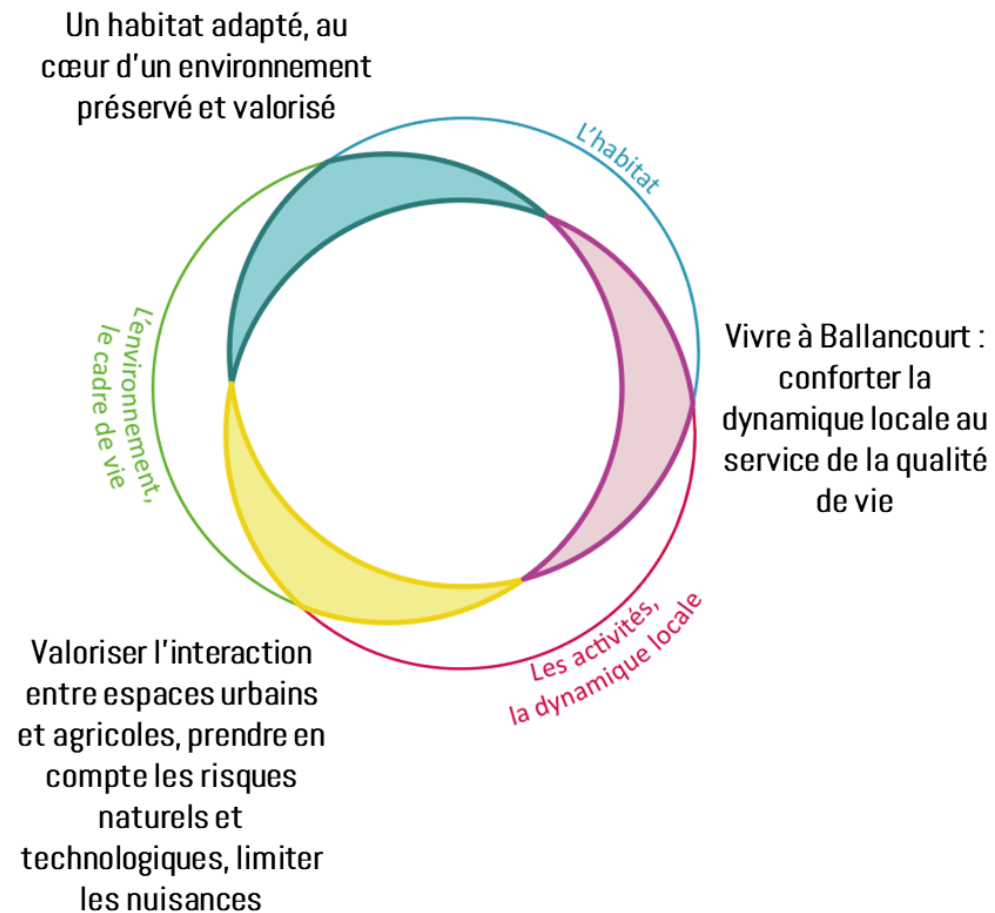 Un habitat adapté, au
cœur d'un environnement
préservé et valorisé
L'habitat
L'environnement,
le cadre de vie
Vivre à Ballancourt :
conforter la
dynamique locale au
service de la qualité
de vie
Les activités,
la dynamique locale
Valoriser l'interaction
entre espaces urbains
et agricoles, prendre en
compte les risques
naturels et
technologiques, limiter
les nuisances